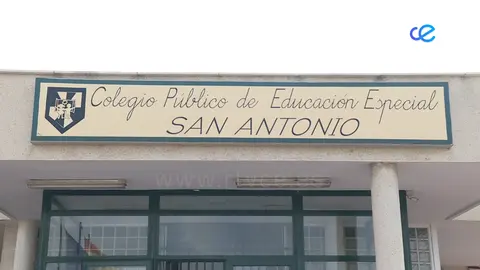 Colegio Público de Educación Especial
SAN ANTONIO